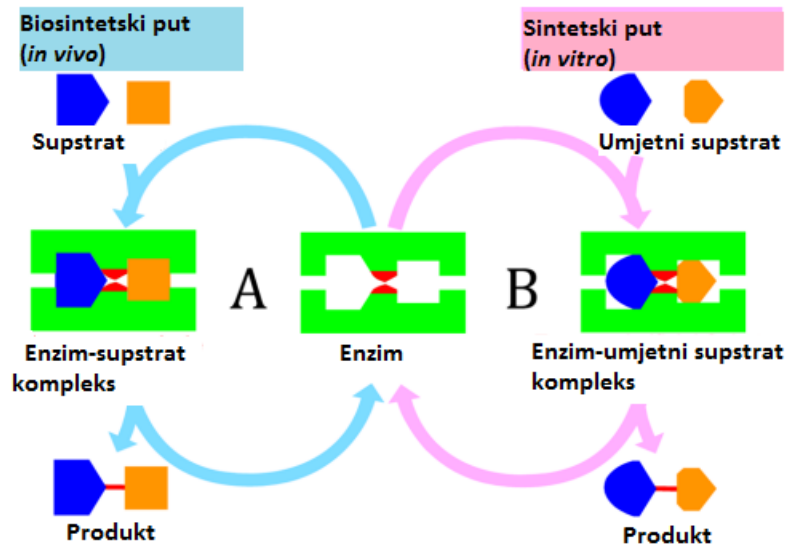 Biosintetski put
(in vivo)
Sintetski put
(in vitro)
Supstrat
Umjetni supstrat
A
B
Enzim-supstrat
kompleks
Enzim
Enzim-umjetni supstrat
kompleks
Produkt
Produkt